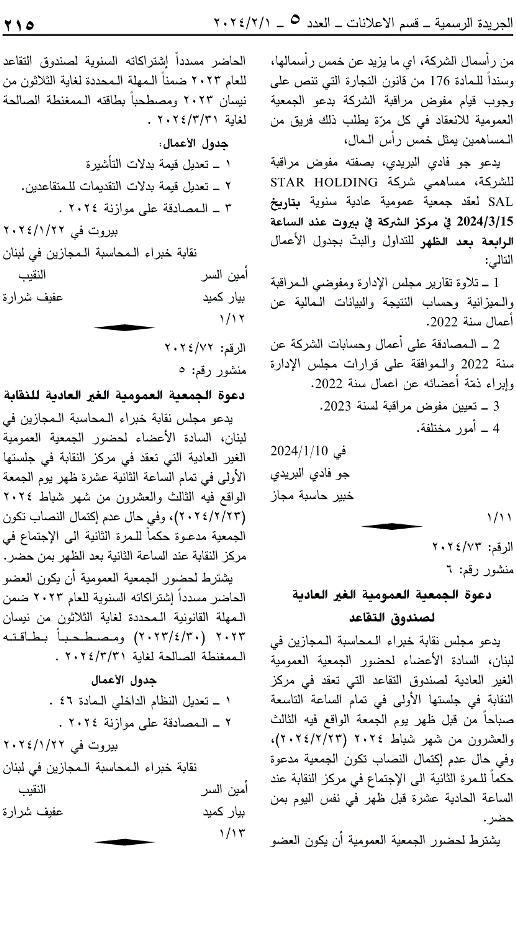 الجريدة الرسمية ــ قسم الاعلانات ــ العدد ٥ ــ ٢٠٢٤/٢/١
٢١٥
من رأسمال الشركة، اي ما يزيد عن خمس رأسمالها،
وسنداً للمادة 176 من قانون التجارة التي تنص على
وجوب قيام مفوض مراقبة الشركة بدعو الجمعية
العمومية للانعقاد في كل مرّة يطلب ذلك فريق من
المساهمين يمثل خمس رأس المال،
يدعو جو فادي البريدي، بصفته مفوض مراقبة
للشركة، مساهمي شركة STAR HOLDING
SAL لعقد جمعية عمومية عادية سنوية بتاريخ
2024/3/15 في مركز الشركة في بيروت عند الساعة
الرابعة بعد الظهر للتداول والبتّ بجدول الأعمال
التالي:
1 ــ تلاوة تقارير مجلس الإدارة ومفوضي المراقبة
والميزانية وحساب النتيجة والبيانات المالية عن
أعمال سنة 2022.
2 ــ المصادقة على أعمال وحسابات الشركة عن
سنة 2022 والموافقة على قرارات مجلس الإدارة
وإبراء ذمّة أعضائه عن اعمال سنة 2022.
3 ــ تعيين مفوض مراقبة لسنة 2023.
4 ــ أمور مختلفة.
في 2024/1/10
جو فادي البريدي
خبير حاسبة مجاز
١/١١
الرقم: ٢٠٢٤/٧٣
منشور رقم: ٦
دعوة الجمعية العمومية الغير العادية
لصندوق التقاعد
يدعو مجلس نقابة خبراء المحاسبة المجازين في
لبنان، السادة الأعضاء لحضور الجمعية العمومية
الغير العادية لصندوق التقاعد التي تعقد في مركز
النقابة في جلستها الأولى في تمام الساعة التاسعة
صباحاً من قبل ظهر يوم الجمعة الواقع فيه الثالث
والعشرون من شهر شباط ٢٠٢٤ (٢٠٢٤/٢/٢٣)،
وفي حال عدم إكتمال النصاب تكون الجمعية مدعوة
حكماً للمرة الثانية الى الإجتماع في مركز النقابة عند
الساعة الحادية عشرة قبل ظهر في نفس اليوم بمن
حضر.
يشترط لحضور الجمعية العمومية أن يكون العضو
الحاضر مسدداً إشتراكاته السنوية لصندوق التقاعد
للعام ٢٠٢٣ ضمناً المهلة المحددة لغاية الثلاثون من
نيسان ٢٠٢٣ ومصطحباً بطاقته الممغنطة الصالحة
لغاية ٢٠٢٤/٣/٣١ .
جدول الأعمال:
١ ــ تعديل قيمة بدلات التأشيرة
٢ ــ تعديل قيمة بدلات التقديمات للمتقاعدين.
٣ ــ المصادقة على موازنة ٢٠٢٤ .
بيروت في ٢٠٢٤/١/٢٢
نقابة خبراء المحاسبة المجازين في لبنان
أمين السر النقيب
بيار كميد عفيف شرارة
١/١٢
الرقم: ٢٠٢٤/٧٢
منشور رقم: ٥
دعوة الجمعية العمومية الغير العادية للنقابة
يدعو مجلس نقابة خبراء المحاسبة المجازين في
لبنان، السادة الأعضاء لحضور الجمعية العمومية
الغير العادية التي تعقد في مركز النقابة في جلستها
الأولى في تمام الساعة الثانية عشرة ظهر يوم الجمعة
الواقع فيه الثالث والعشرون من شهر شباط ٢٠٢٤
(٢٠٢٤/٢/٢٣)، وفي حال عدم إكتمال النصاب تكون
الجمعية مدعوة حكماً للمرة الثانية الى الإجتماع في
مركز النقابة عند الساعة الثانية بعد الظهر بمن حضر.
يشترط لحضور الجمعية العمومية أن يكون العضو
الحاضر مسدداً إشتراكاته السنوية للعام ٢٠٢٣ ضمن
المهلة القانونية المحددة لغاية الثلاثون من نيسان
٢٠٢٣ (٢٠٢٣/٤/٣٠) ومصطحباً بطاقته
الممغنطة الصالحة لغاية ٢٠٢٤/٣/٣١ .
جدول الأعمال
١ ــ تعديل النظام الداخلي المادة ٤٦ .
٢ ــ المصادقة على موازنة ٢٠٢٤ .
بيروت في ٢٠٢٤/١/٢٢
نقابة خبراء المحاسبة المجازين في لبنان
أمين السر النقيب
بيار كميد عفيف شرارة
١/١٣